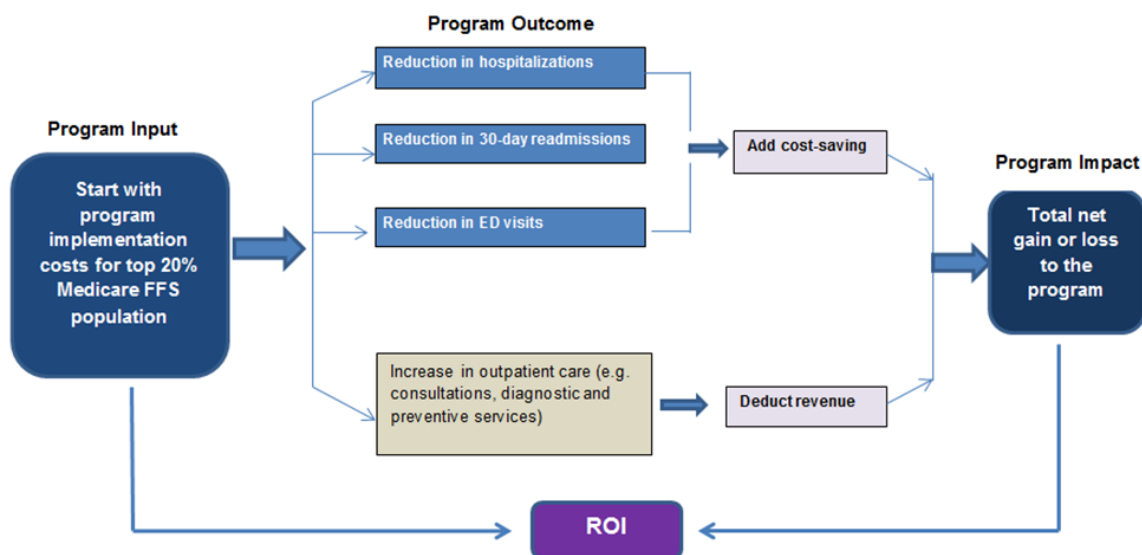 Program Outcome
Reduction in hospitalizations
Program Input
Reduction in 30-day readmissions
Add cost-saving
Program Impact
Start with
program
implementation
costs for top 20%
Medicare FFS
population
Reduction in ED visits
Total net
gain or loss
to the
program
Increase in outpatient care (e.g.
consultations, diagnostic and
preventive services)
Deduct revenue
ROI